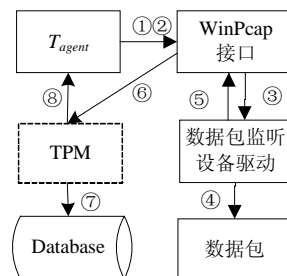 T_agent
①②
WinPcap
接口
⑧
⑥
⑤
③
TPM
数据包监听
设备驱动
⑦
④
Database
数据包